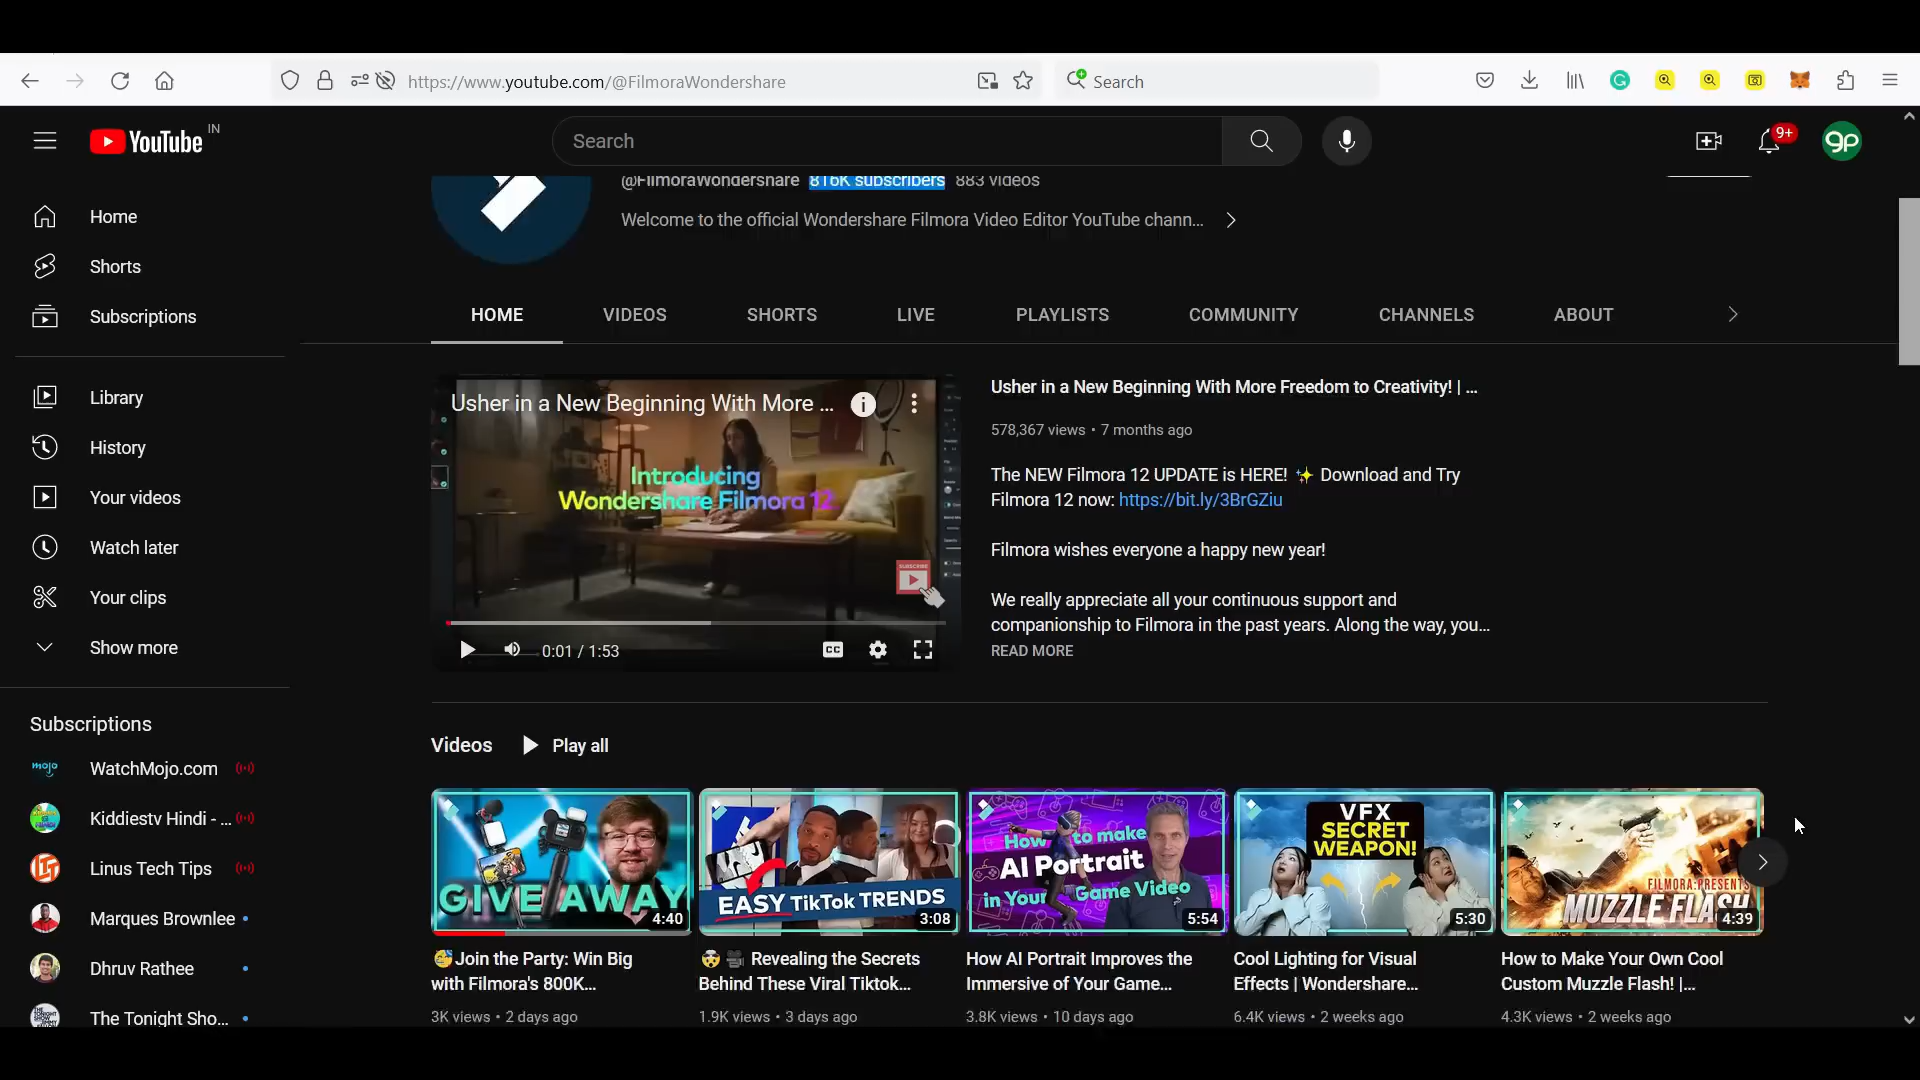 https://www.youtube.com/@FilmoraWondershare
Search
YouTube IN
Search
9+
gp
@FilmoraWondershare 816K subscribers 883 videos
Welcome to the official Wondershare Filmora Video Editor YouTube chann...
Home
Shorts
Subscriptions
Library
History
Your videos
Watch later
Your clips
Show more
Subscriptions
WatchMojo.com
Kiddiestv Hindi - ...
Linus Tech Tips
Marques Brownlee
Dhruv Rathee
The Tonight Sho...
HOME VIDEOS SHORTS LIVE PLAYLISTS COMMUNITY CHANNELS ABOUT
Usher in a New Beginning With More ...
Introducing
Wondershare Filmora 12
SUBSCRIBE
0:01 / 1:53
CC
Usher in a New Beginning With More Freedom to Creativity! | ...
578,367 views • 7 months ago
The NEW Filmora 12 UPDATE is HERE! ✨ Download and Try
Filmora 12 now: https://bit.ly/3BrGZiu
Filmora wishes everyone a happy new year!
We really appreciate all your continuous support and
companionship to Filmora in the past years. Along the way, you...
READ MORE
Videos Play all
GIVE AWAY
4:40
🥳Join the Party: Win Big
with Filmora's 800K...
3K views • 2 days ago
EASY TikTok TRENDS
3:08
🤯 🎥 Revealing the Secrets
Behind These Viral Tiktok...
1.9K views • 3 days ago
How to make
AI Portrait
in Your Game Video
5:54
How AI Portrait Improves the
Immersive of Your Game...
3.8K views • 10 days ago
VFX
SECRET
WEAPON!
5:30
Cool Lighting for Visual
Effects | Wondershare...
6.4K views • 2 weeks ago
FILMORA:PRESENTS
MUZZLE FLASH
4:39
How to Make Your Own Cool
Custom Muzzle Flash! |...
4.3K views • 2 weeks ago